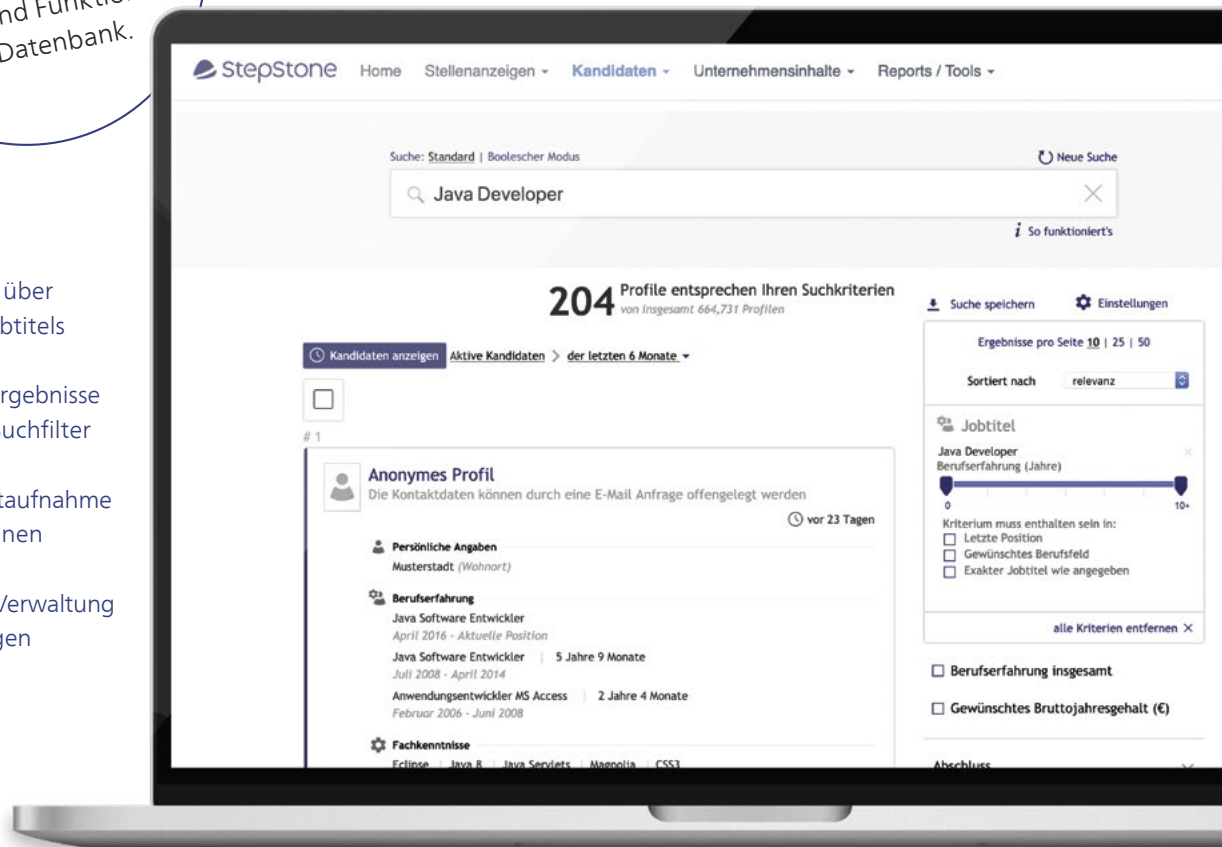 nd Funktio
Datenbank.
über
btitels
rgebnisse
uchfilter
taufnahme
nen
Verwaltung
gen
StepStone Home Stellenanzeigen Kandidaten Unternehmensinhalte Reports / Tools
Suche: Standard | Boolescher Modus Neue Suche
Java Developer
i So funktioniert's
204 Profile entsprechen Ihren Suchkriterien
von insgesamt 664,731 Profilen
Suche speichern Einstellungen
Kandidaten anzeigen Aktive Kandidaten > der letzten 6 Monate
# 1
Anonymes Profil
Die Kontaktdaten können durch eine E-Mail Anfrage offengelegt werden
vor 23 Tagen
Persönliche Angaben
Musterstadt (Wohnort)
Berufserfahrung
Java Software Entwickler
April 2016 - Aktuelle Position
Java Software Entwickler | 5 Jahre 9 Monate
Juli 2008 - April 2014
Anwendungsentwickler MS Access | 2 Jahre 4 Monate
Februar 2006 - Juni 2008
Fachkenntnisse
Eclipse | Java 8 | Java Servlets | Magnolia | CSS3
Ergebnisse pro Seite 10 | 25 | 50
Sortiert nach relevanz
Jobtitel
Java Developer
Berufserfahrung (Jahre)
0 10+
Kriterium muss enthalten sein in:
Letzte Position
Gewünschtes Berufsfeld
Exakter Jobtitel wie angegeben
alle Kriterien entfernen X
Berufserfahrung insgesamt
Gewünschtes Bruttojahresgehalt (€)
Abschluss